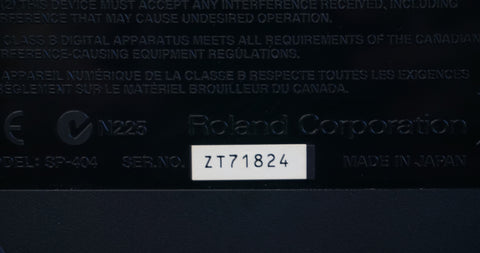 (2) THIS DEVICE MUST ACCEPT ANY INTERFERENCE RECEIVED, INCLUDING
INTERFERENCE THAT MAY CAUSE UNDESIRED OPERATION.
CLASS B DIGITAL APPARATUS MEETS ALL REQUIREMENTS OF THE CANADIAN
INTERFERENCE-CAUSING EQUIPMENT REGULATIONS.
APPAREIL NUMÉRIQUE DE LA CLASSE B RESPECTE TOUTES LES EXIGENCES
RÈGLEMENT SUR LE MATÉRIEL BROUILLEUR DU CANADA.
CE N225 Roland Corporation
MODEL: SP-404 SER.NO. ZT71824 MADE IN JAPAN